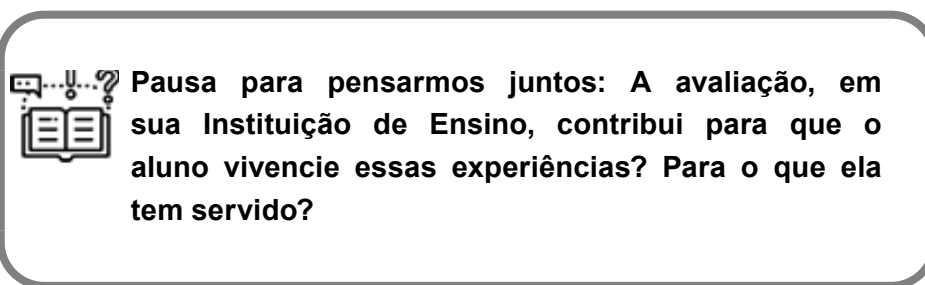 Pausa para pensarmos juntos: A avaliação, em
sua Instituição de Ensino, contribui para que o
aluno vivencie essas experiências? Para o que ela
tem servido?